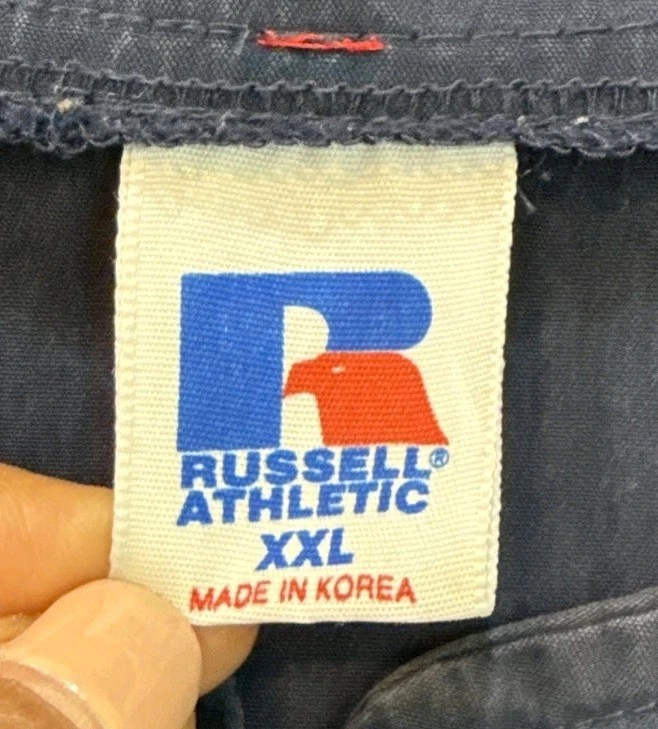 RUSSELL®
ATHLETIC
XXL
MADE IN KOREA